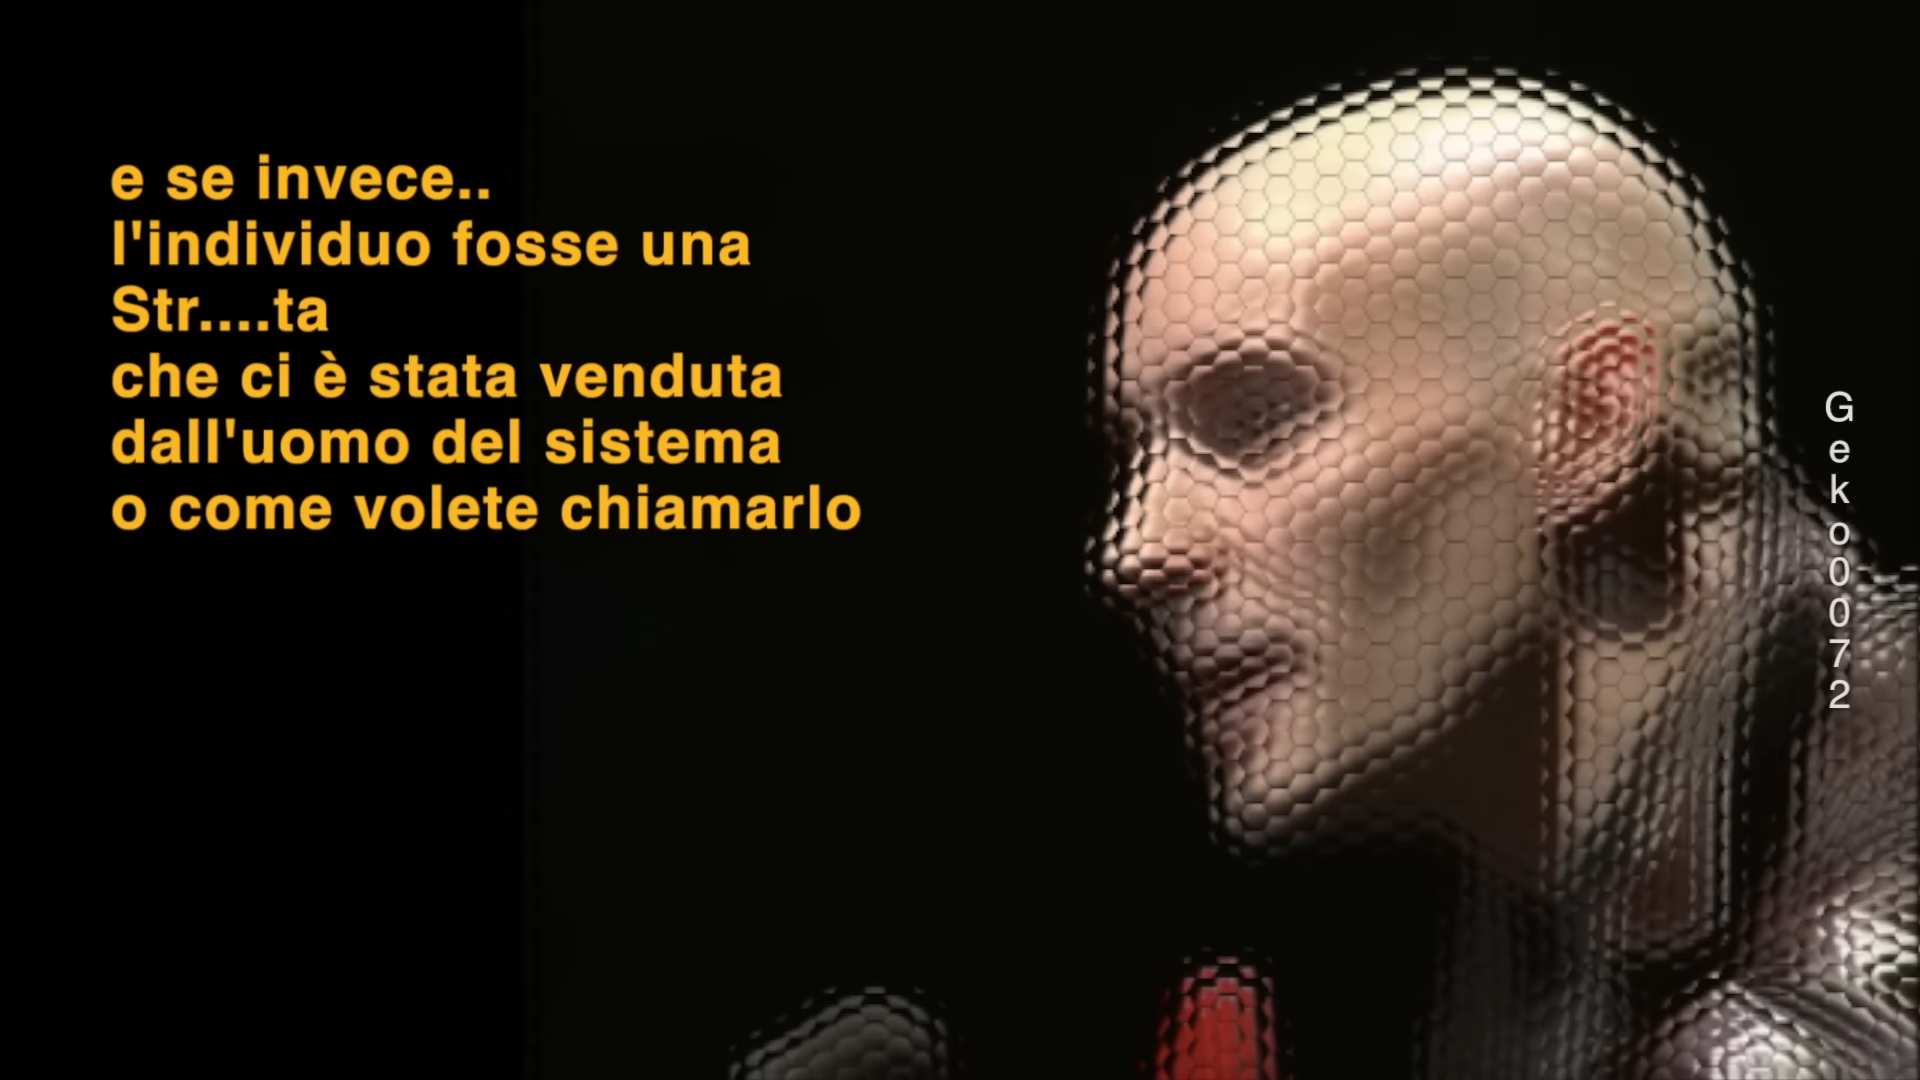 e se invece..
l'individuo fosse una
Str....ta
che ci è stata venduta
dall'uomo del sistema
o come volete chiamarlo
Geko0072